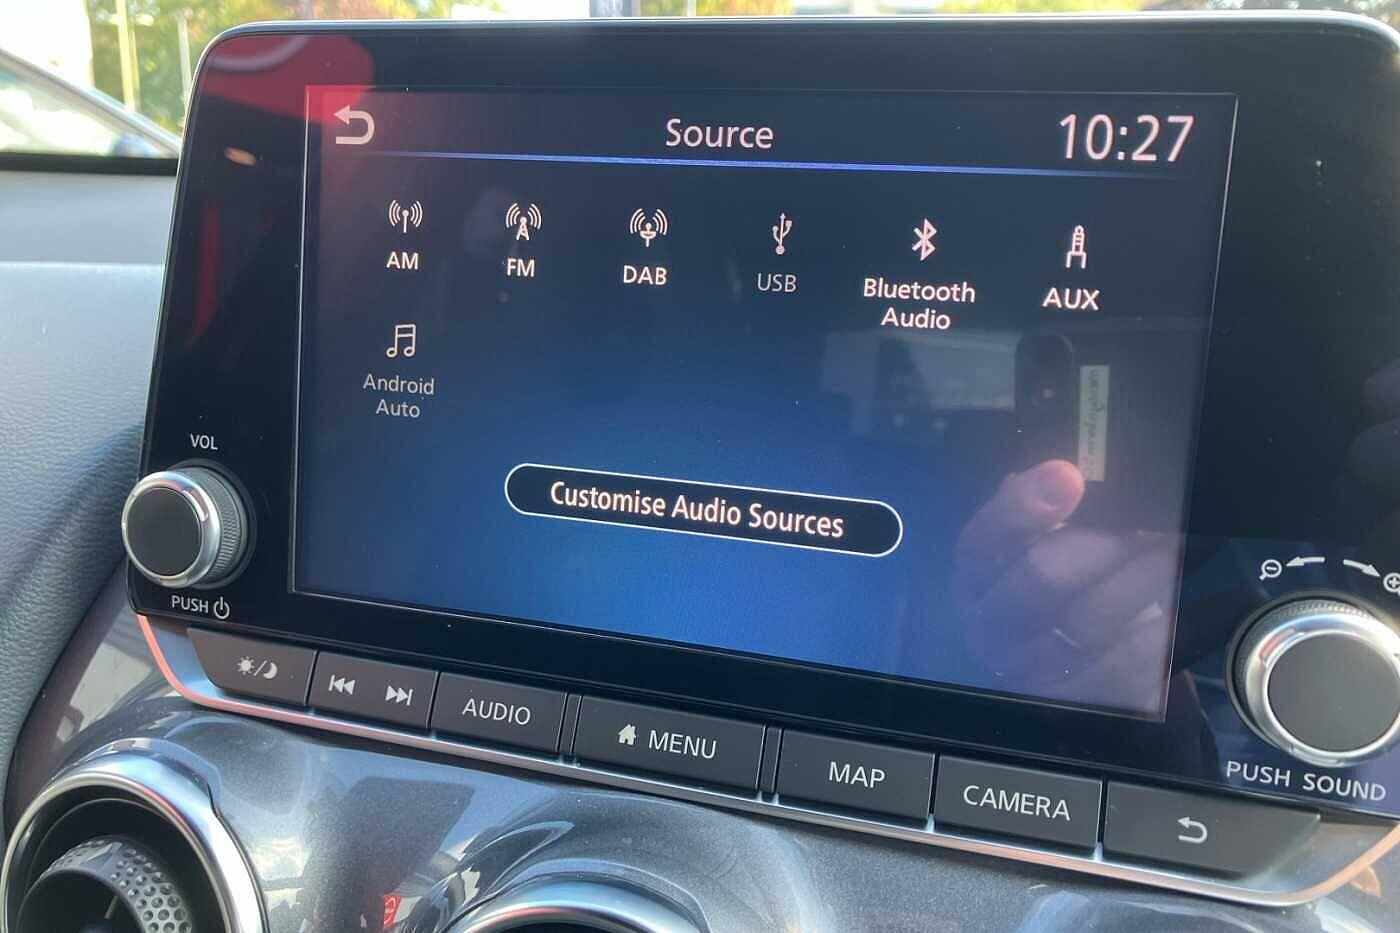 Source
10:27
AM
FM
DAB
USB
Bluetooth
Audio
AUX
Android
Auto
Customise Audio Sources
VOL
PUSH
AUDIO
MENU
MAP
CAMERA
PUSH SOUND